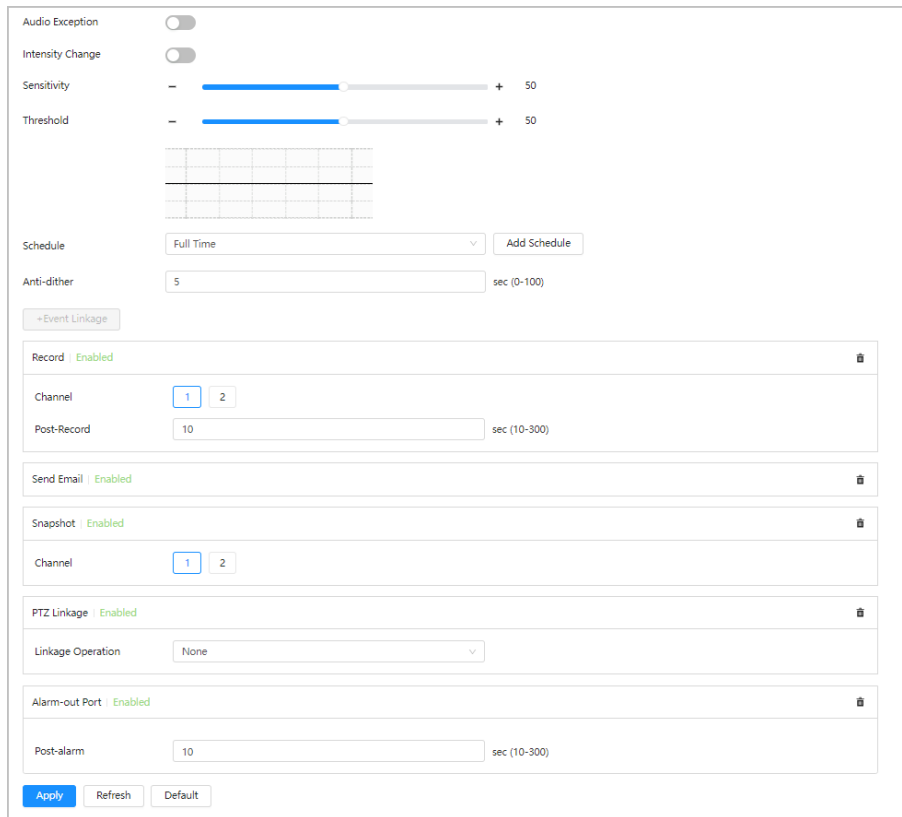 Audio Exception
Intensity Change
Sensitivity − + 50
Threshold − + 50
Schedule Full Time Add Schedule
Anti-dither 5 sec (0-100)
+Event Linkage
Record | Enabled
Channel 1 2
Post-Record 10 sec (10-300)
Send Email | Enabled
Snapshot | Enabled
Channel 1 2
PTZ Linkage | Enabled
Linkage Operation None
Alarm-out Port | Enabled
Post-alarm 10 sec (10-300)
Apply Refresh Default